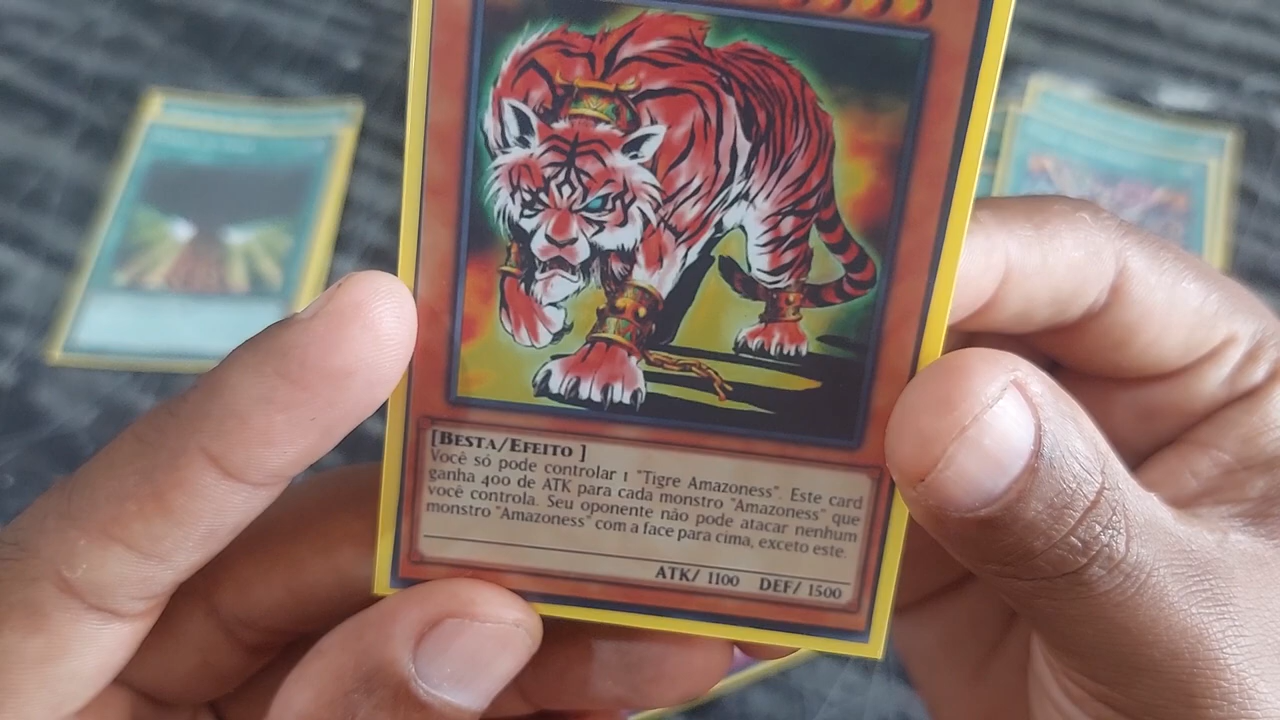 [BESTA/EFEITO ]
Você só pode controlar 1 "Tigre Amazoness". Este card
ganha 400 de ATK para cada monstro "Amazoness" que
você controla. Seu oponente não pode atacar nenhum
monstro "Amazoness" com a face para cima, exceto este.
ATK/ 1100 DEF/ 1500